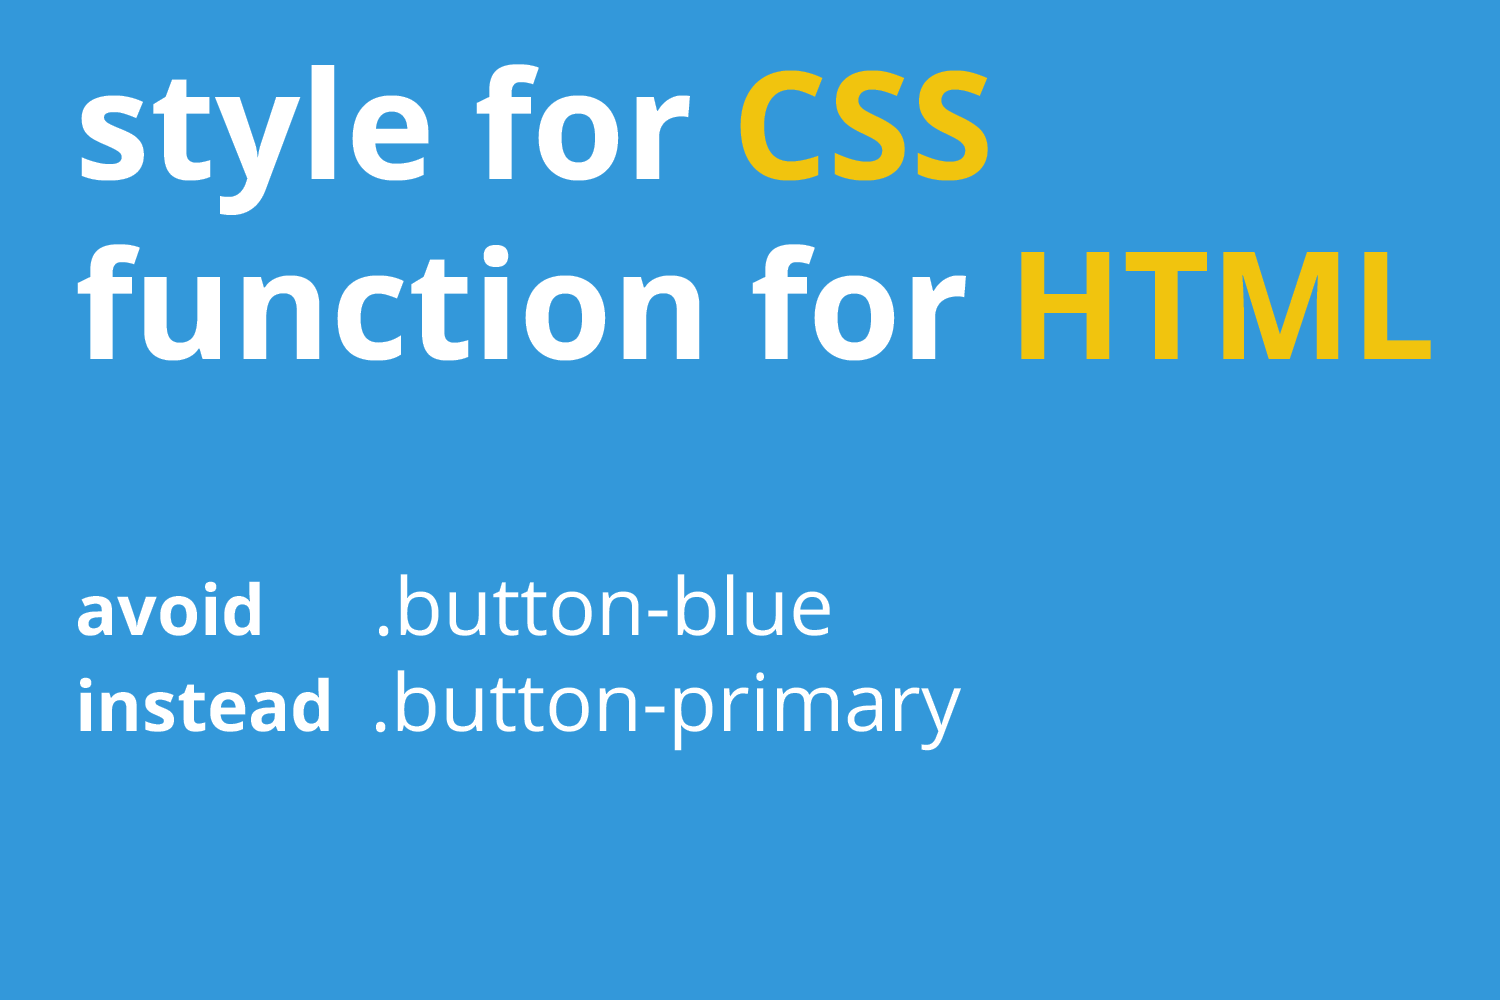 style for CSS
function for HTML
avoid .button-blue
instead .button-primary